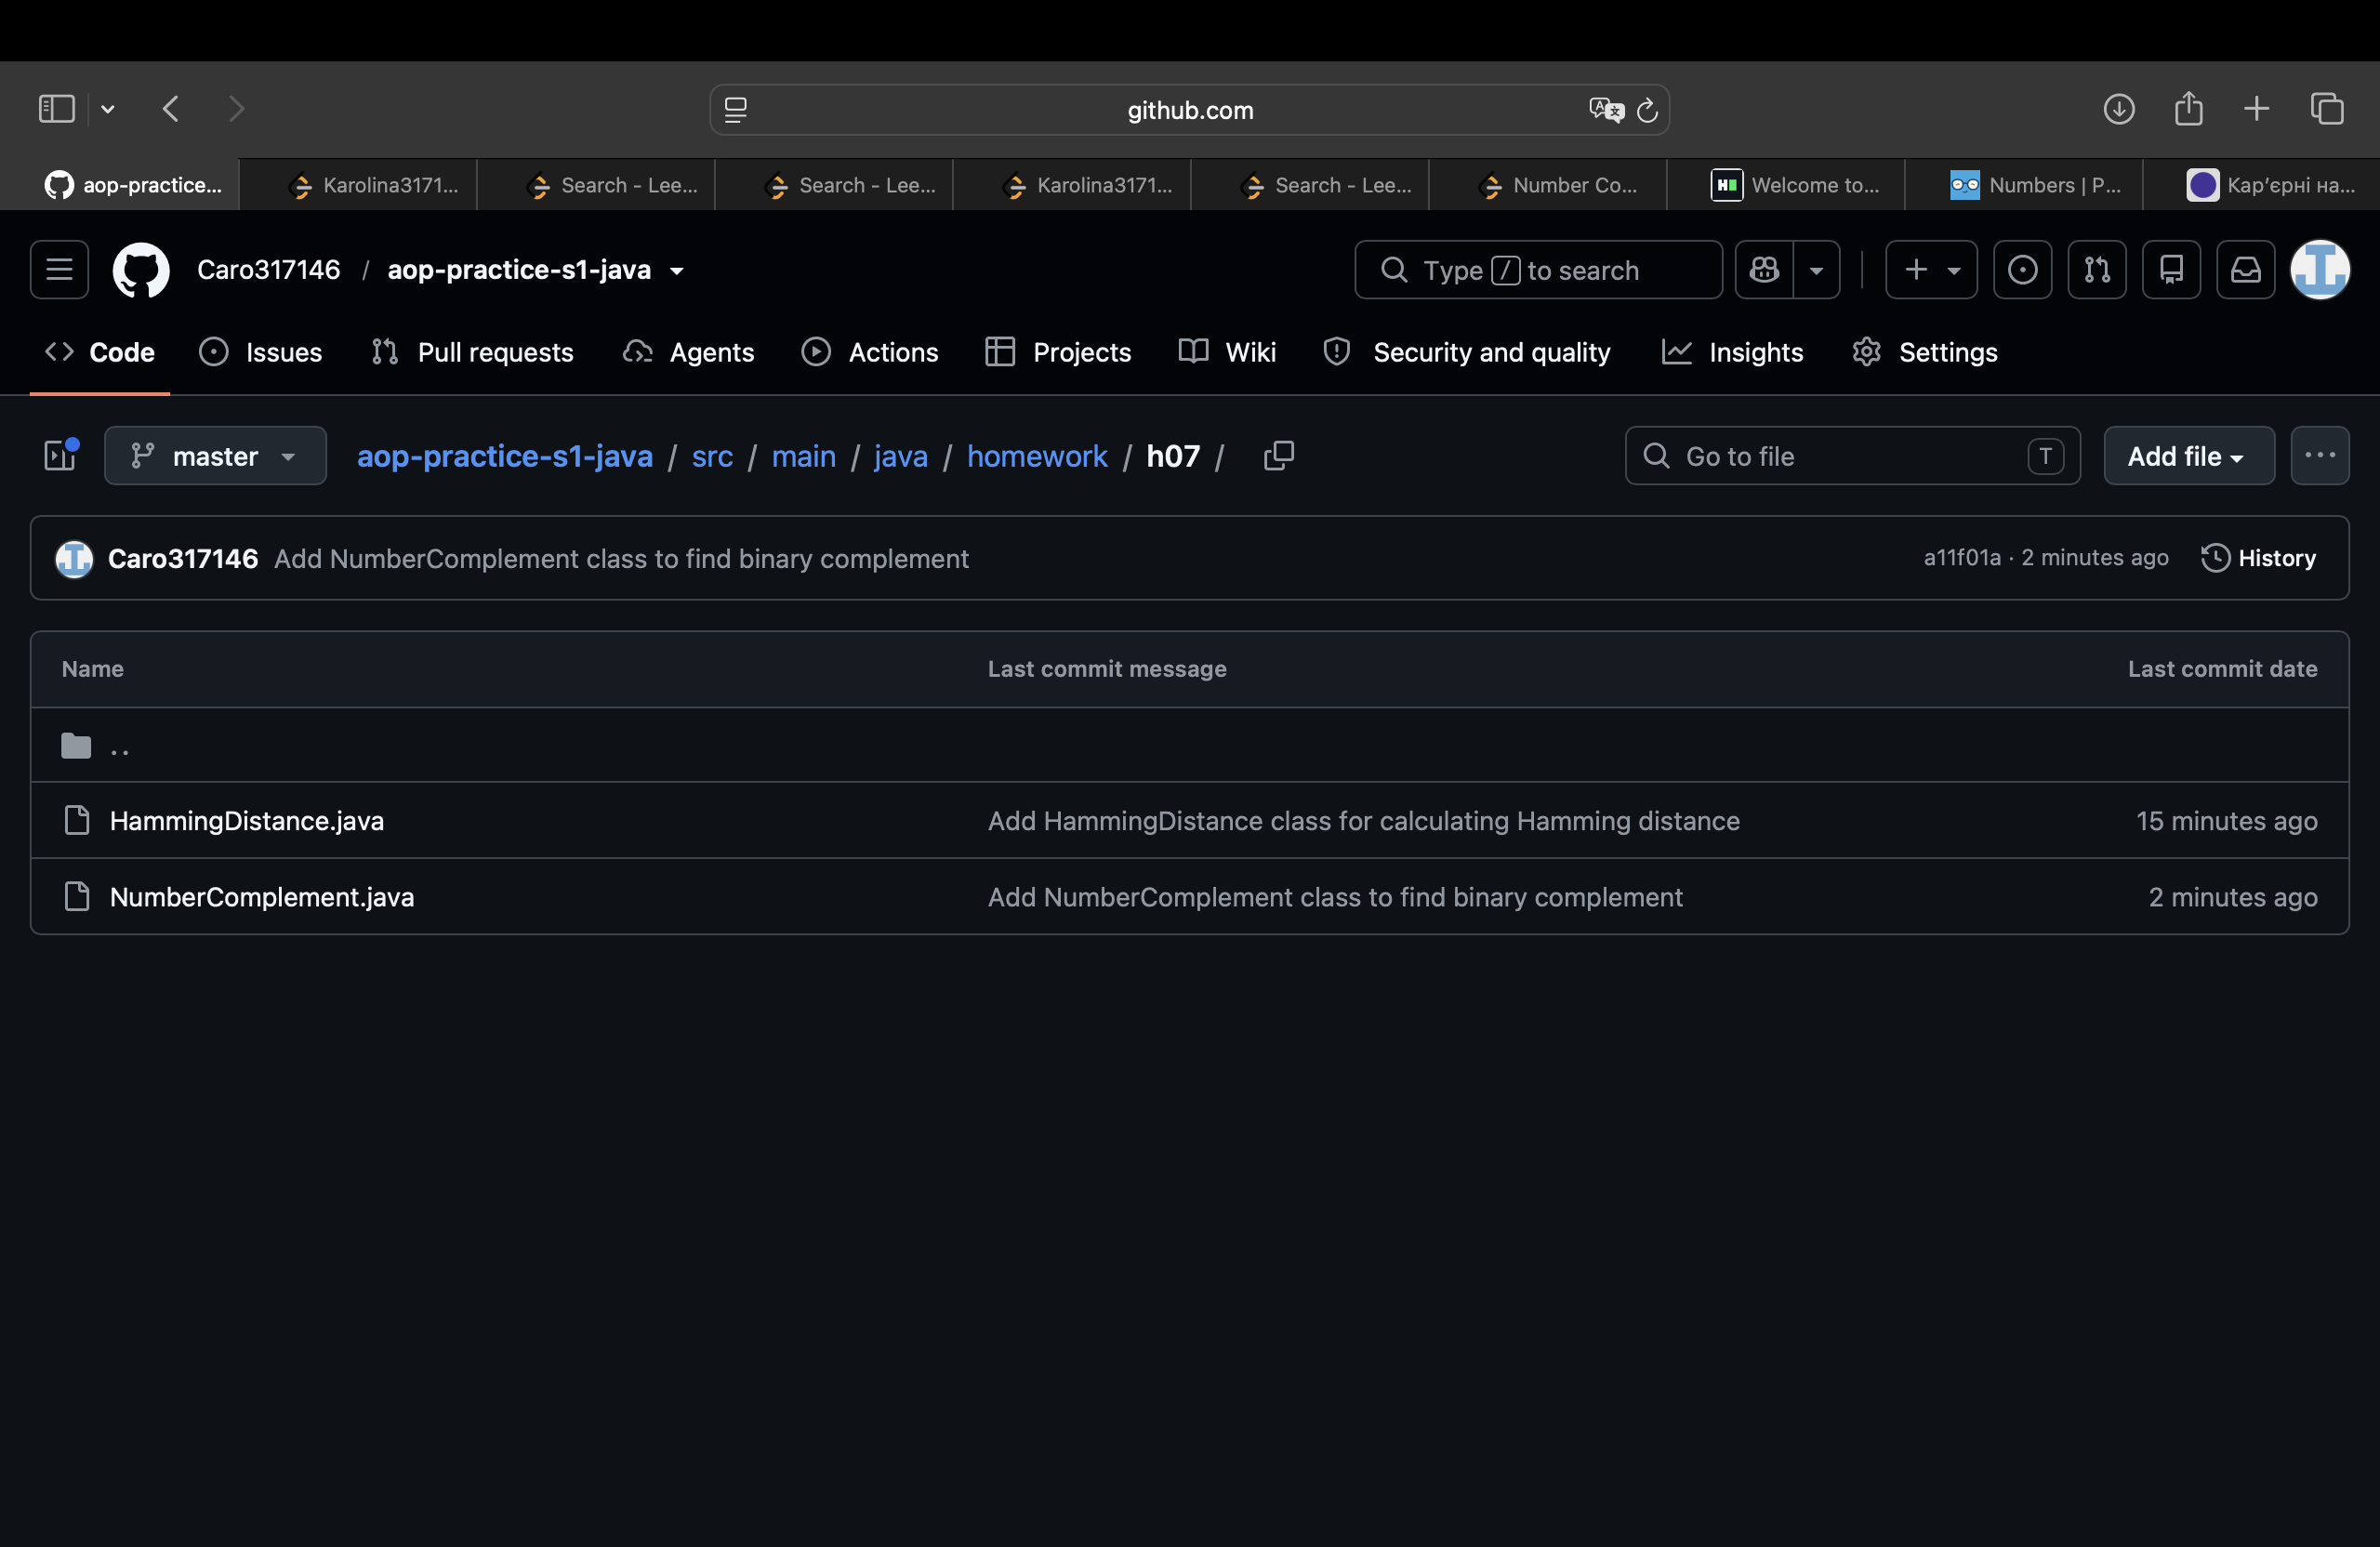 github.com
aop-practice...
Karolina3171...
Search - Lee...
Search - Lee...
Karolina3171...
Search - Lee...
Number Co...
Welcome to...
Numbers | P...
Кар’єрні на...
Caro317146 / aop-practice-s1-java
Type / to search
Code
Issues
Pull requests
Agents
Actions
Projects
Wiki
Security and quality
Insights
Settings
master
aop-practice-s1-java / src / main / java / homework / h07 /
Go to file
T
Add file
Caro317146 Add NumberComplement class to find binary complement
a11f01a · 2 minutes ago
History
Name Last commit message Last commit date
..
HammingDistance.java Add HammingDistance class for calculating Hamming distance 15 minutes ago
NumberComplement.java Add NumberComplement class to find binary complement 2 minutes ago